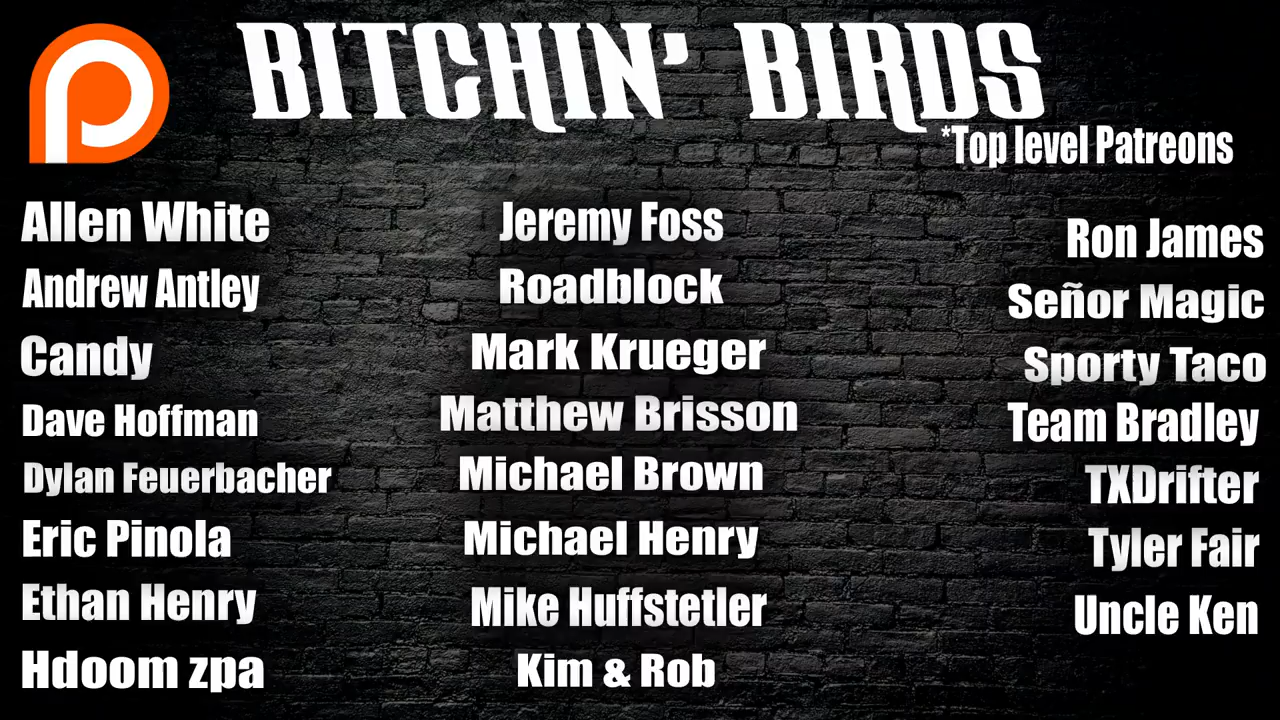 BITCHIN' BIRDS
*Top level Patreons
Allen White
Andrew Antley
Candy
Dave Hoffman
Dylan Feuerbacher
Eric Pinola
Ethan Henry
Hdoom zpa
Jeremy Foss
Roadblock
Mark Krueger
Matthew Brisson
Michael Brown
Michael Henry
Mike Huffstetler
Kim & Rob
Ron James
Señor Magic
Sporty Taco
Team Bradley
TXDrifter
Tyler Fair
Uncle Ken